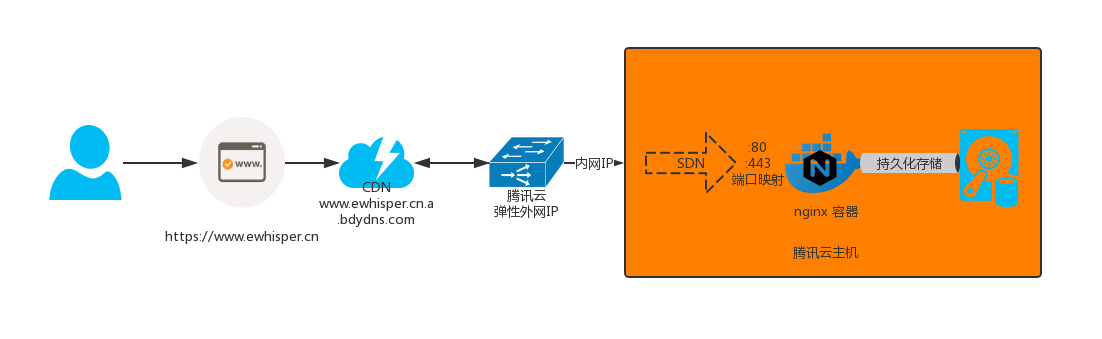 www.
https://www.ewhisper.cn
CDN
www.ewhisper.cn.a
.bdydns.com
腾讯云
弹性外网IP
内网IP
SDN
:80
:443
端口映射
N
nginx 容器
持久化存储
腾讯云主机